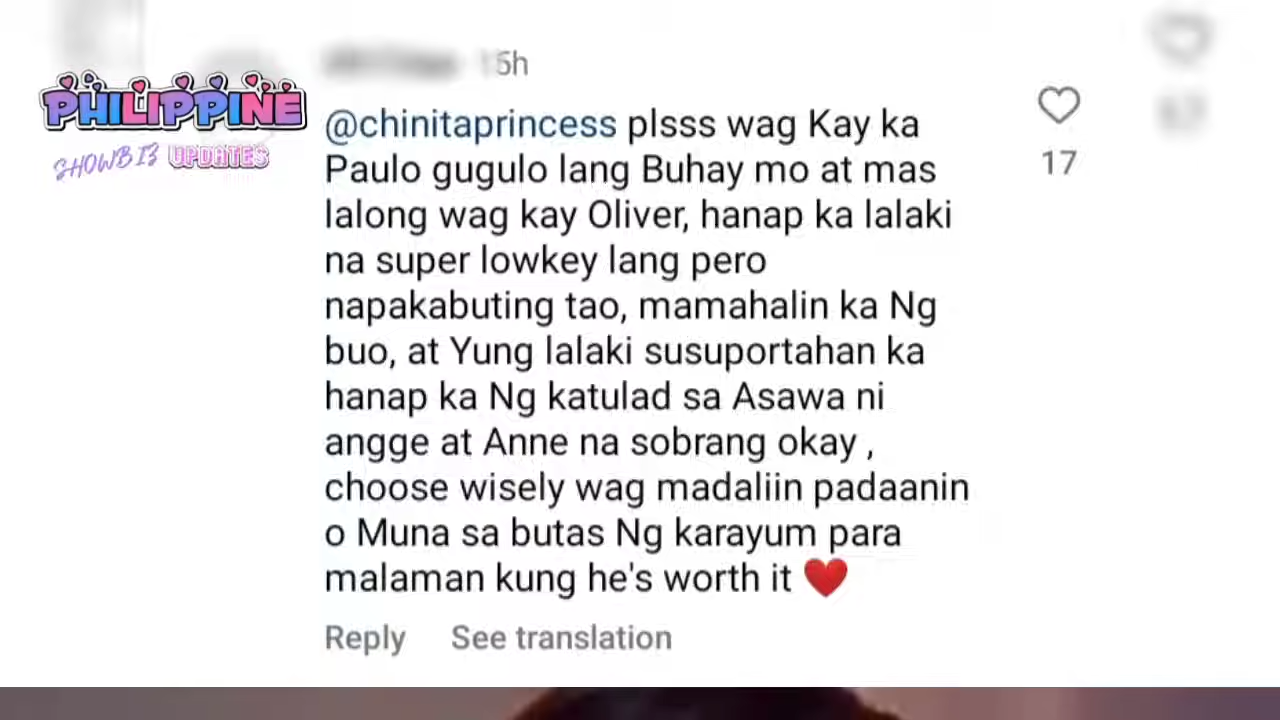 PHILIPPINE
SHOWBIZ UPDATES
15h
@chinitaprincess plsss wag Kay ka
Paulo gugulo lang Buhay mo at mas
lalong wag kay Oliver, hanap ka lalaki
na super lowkey lang pero
napakabuting tao, mamahalin ka Ng
buo, at Yung lalaki susuportahan ka
hanap ka Ng katulad sa Asawa ni
angge at Anne na sobrang okay ,
choose wisely wag madaliin padaanin
o Muna sa butas Ng karayum para
malaman kung he's worth it ❤️
17
Reply See translation